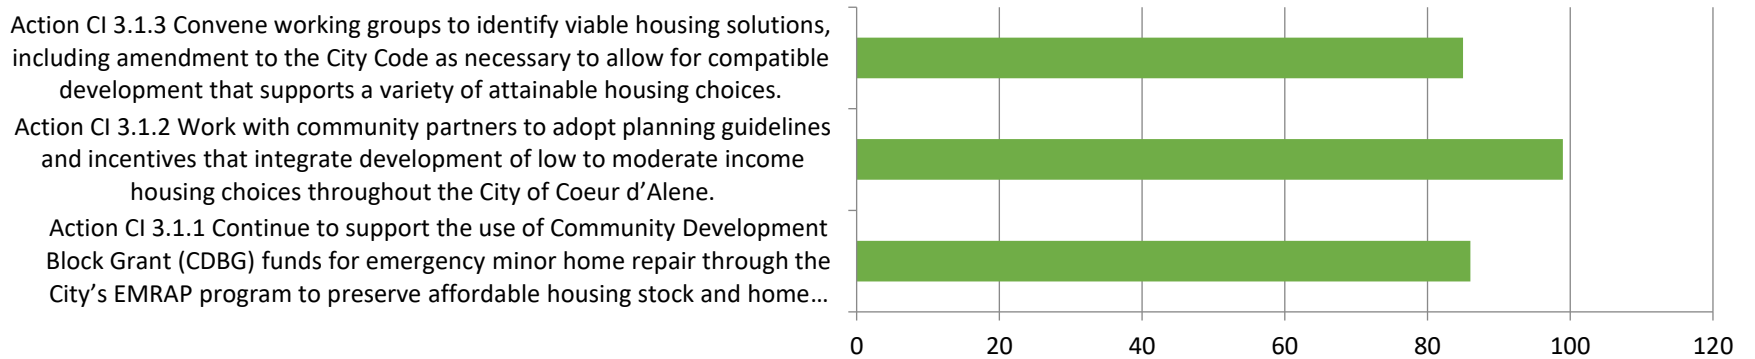 Action CI 3.1.3 Convene working groups to identify viable housing solutions,
including amendment to the City Code as necessary to allow for compatible
development that supports a variety of attainable housing choices.
Action CI 3.1.2 Work with community partners to adopt planning guidelines
and incentives that integrate development of low to moderate income
housing choices throughout the City of Coeur d’Alene.
Action CI 3.1.1 Continue to support the use of Community Development
Block Grant (CDBG) funds for emergency minor home repair through the
City’s EMRAP program to preserve affordable housing stock and home…
0 20 40 60 80 100 120